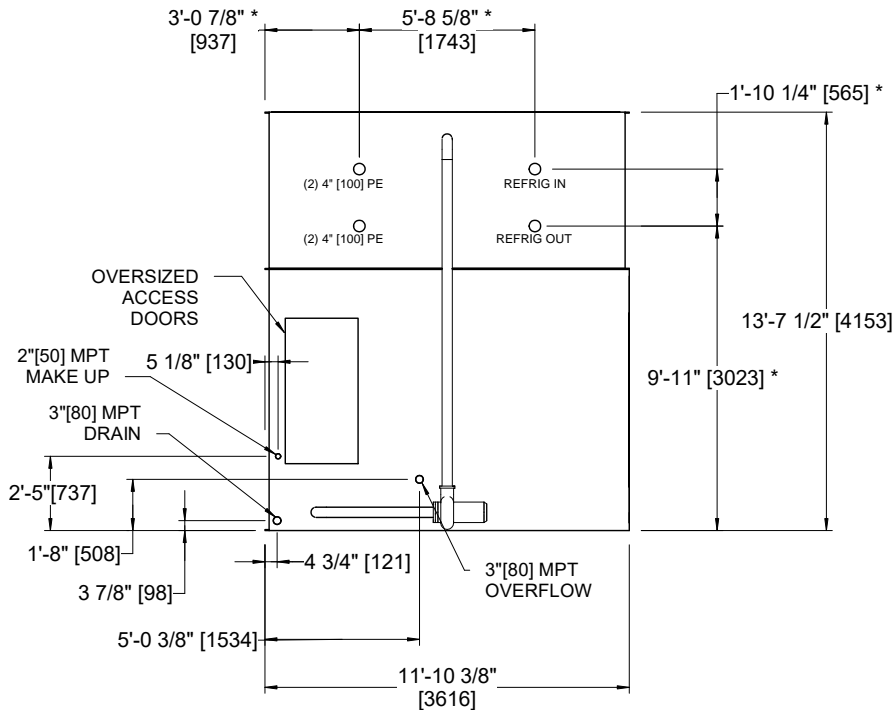 3'-0 7/8" *
[937]
5'-8 5/8" *
[1743]
1'-10 1/4" [565] *
(2) 4" [100] PE
REFRIG IN
(2) 4" [100] PE
REFRIG OUT
OVERSIZED
ACCESS
DOORS
13'-7 1/2" [4153]
2"[50] MPT
MAKE UP
5 1/8" [130]
9'-11" [3023] *
3"[80] MPT
DRAIN
2'-5"[737]
1'-8" [508]
4 3/4" [121]
3"[80] MPT
OVERFLOW
3 7/8" [98]
5'-0 3/8" [1534]
11'-10 3/8"
[3616]